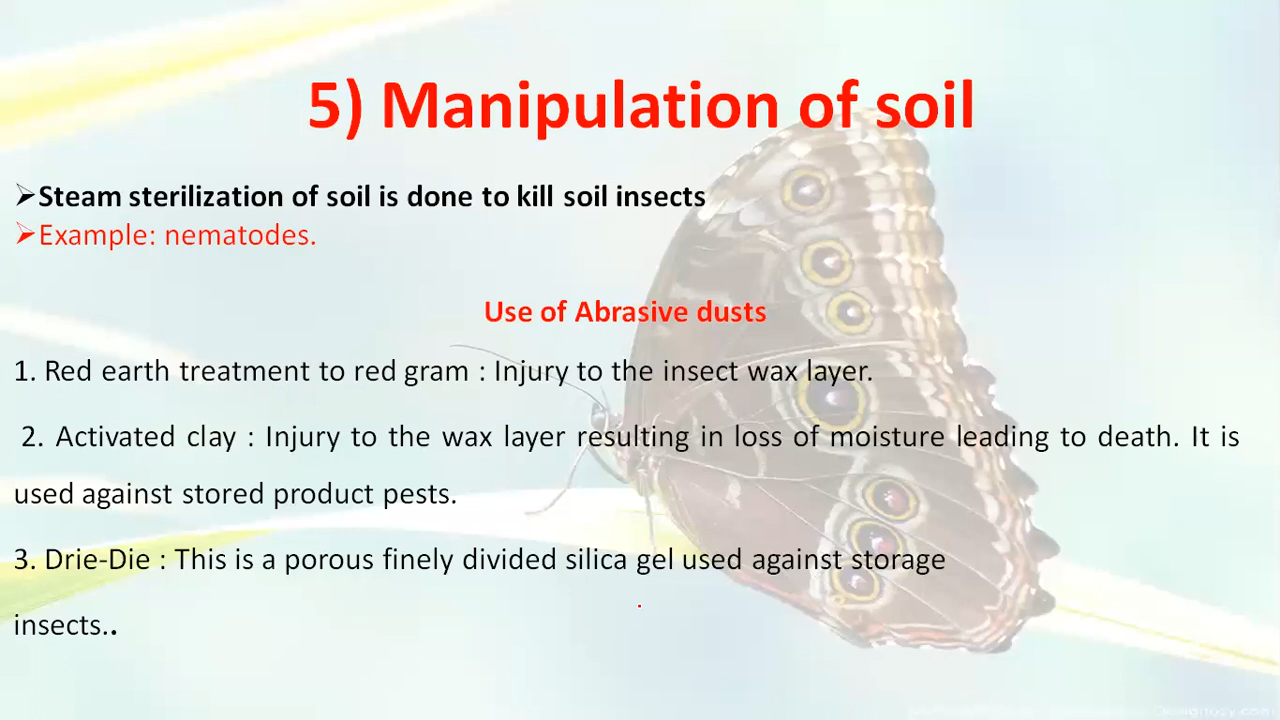 5) Manipulation of soil
➢Steam sterilization of soil is done to kill soil insects
➢Example: nematodes.
Use of Abrasive dusts
1. Red earth treatment to red gram : Injury to the insect wax layer.
2. Activated clay : Injury to the wax layer resulting in loss of moisture leading to death. It is
used against stored product pests.
3. Drie-Die : This is a porous finely divided silica gel used against storage
insects..